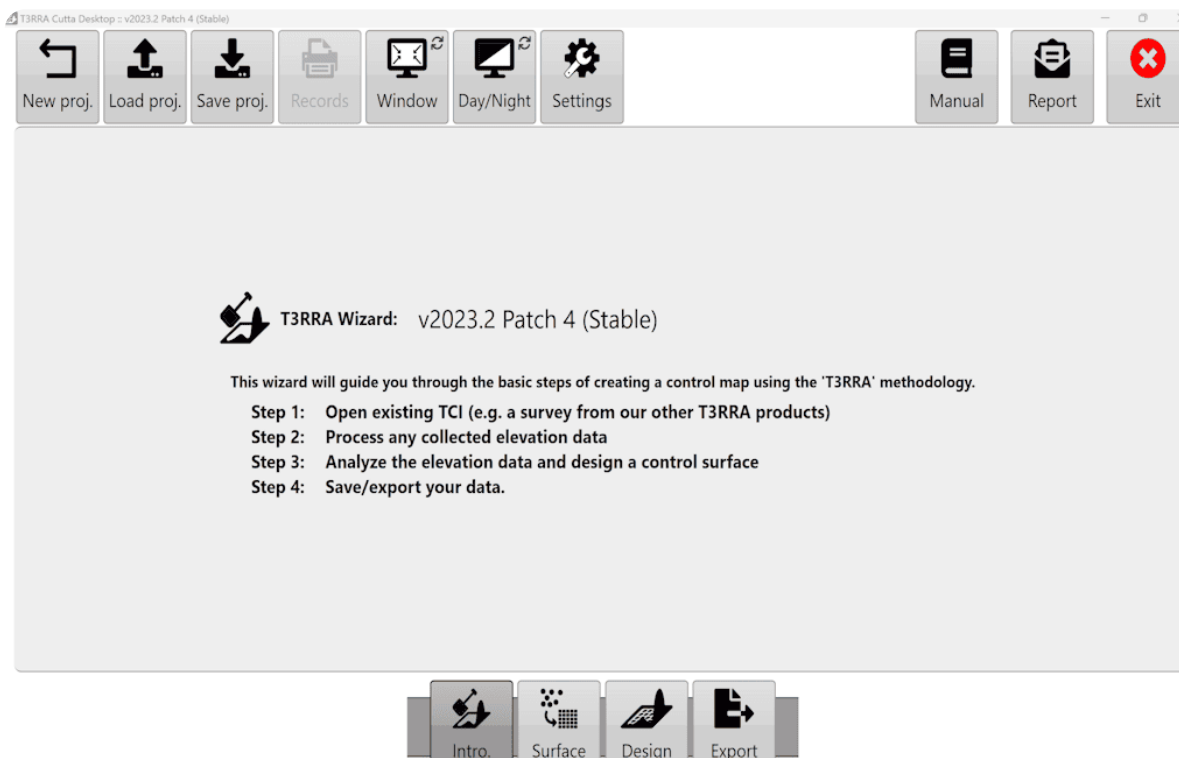 T3RRA Cutta Desktop :: v2023.2 Patch 4 (Stable)
New proj.
Load proj.
Save proj.
Records
Window
Day/Night
Settings
Manual
Report
Exit
T3RRA Wizard: v2023.2 Patch 4 (Stable)
This wizard will guide you through the basic steps of creating a control map using the 'T3RRA' methodology.
Step 1: Open existing TCI (e.g. a survey from our other T3RRA products)
Step 2: Process any collected elevation data
Step 3: Analyze the elevation data and design a control surface
Step 4: Save/export your data.
Intro.
Surface
Design
Export